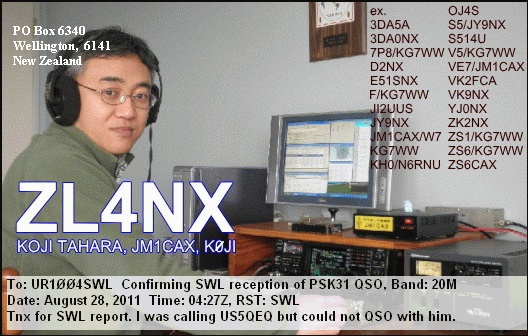 PO Box 6340
Wellington, 6141
New Zealand
ex. OJ4S
3DA5A S5/JY9NX
3DA0NX S514U
7P8/KG7WW V5/KG7WW
D2NX VE7/JM1CAX
E51SNX VK2FCA
F/KG7WW VK9NX
JI2UUS YJ0NX
JY9NX ZK2NX
JM1CAX/W7 ZS1/KG7WW
KG7WW ZS6/KG7WW
KH0/N6RNU ZS6CAX
JM1CAX
ZL4NX
KOJI TAHARA, JM1CAX, KØJI
To: UR1ØØ4SWL Confirming SWL reception of PSK31 QSO, Band: 20M
Date: August 28, 2011 Time: 04:27Z, RST: SWL
Tnx for SWL report. I was calling US5QEQ but could not QSO with him.